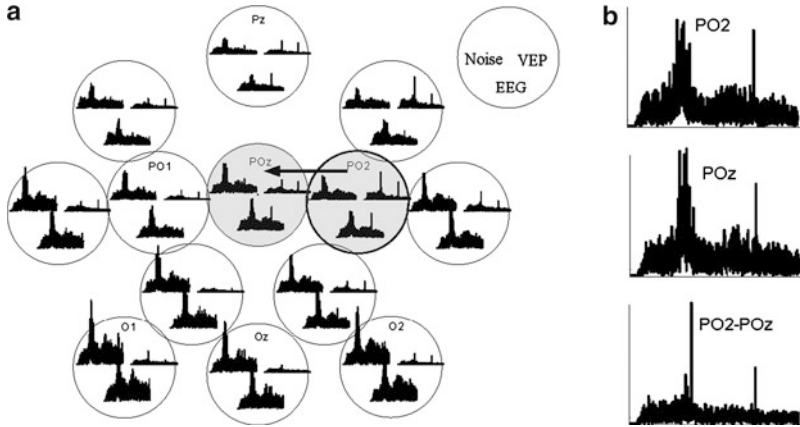 a
Pz
Noise VEP
EEG
PO1
POz
PO2
O1
Oz
O2
b
PO2
POz
PO2-POz